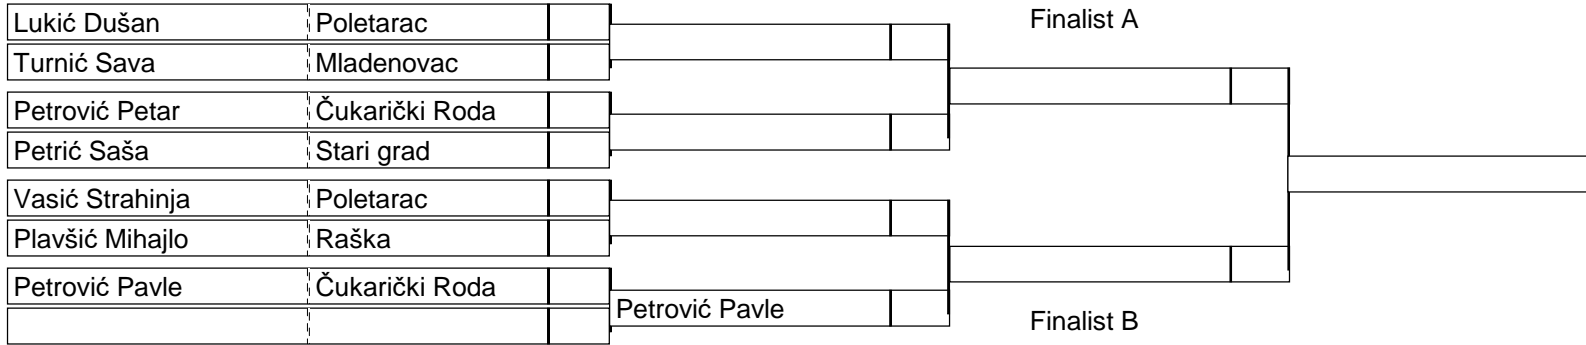 Lukić Dušan Poletarac
Turnić Sava Mladenovac
Petrović Petar Čukarički Roda
Petrić Saša Stari grad
Vasić Strahinja Poletarac
Plavšić Mihajlo Raška
Petrović Pavle Čukarički Roda
Petrović Pavle
Finalist A
Finalist B